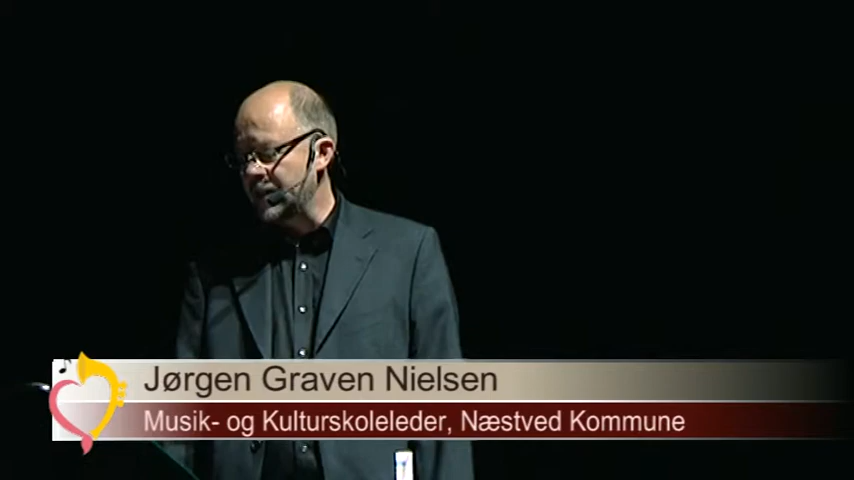 Jørgen Graven Nielsen
Musik- og Kulturskoleleder, Næstved Kommune